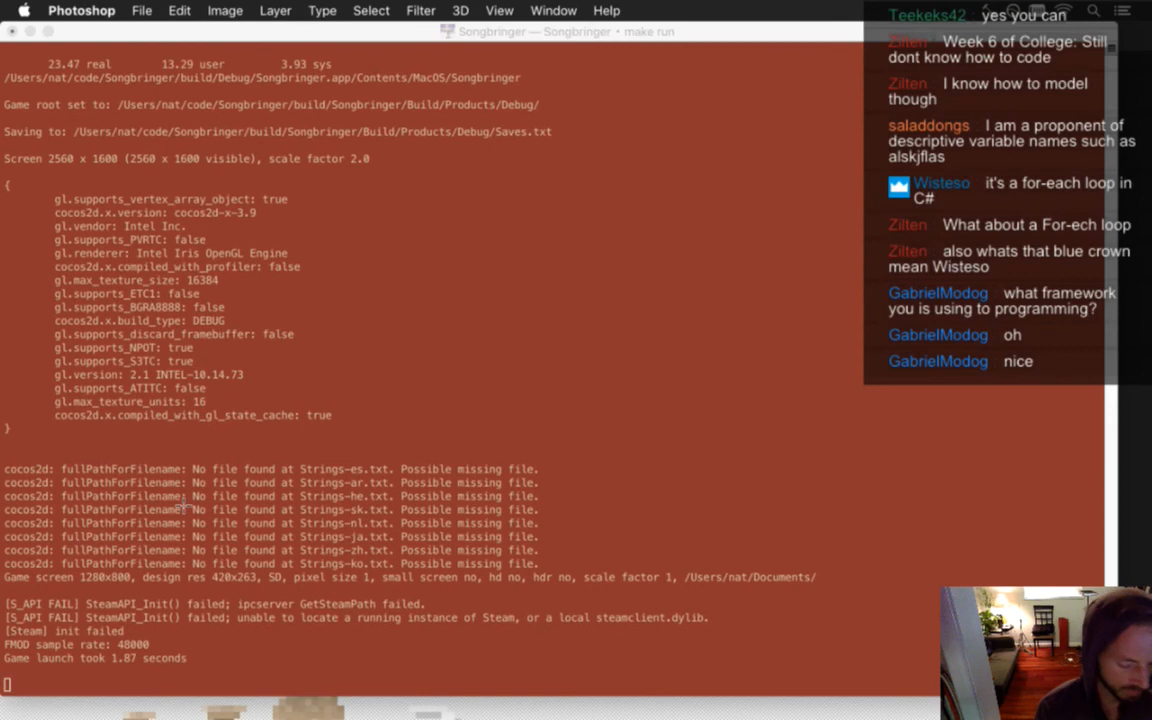 Photoshop File Edit Image Layer Type Select Filter 3D View Window Help
Songbringer — Songbringer • make run
23.47 real 13.29 user 3.93 sys
/Users/nat/code/Songbringer/build/Debug/Songbringer.app/Contents/MacOS/Songbringer
Game root set to: /Users/nat/code/Songbringer/build/Songbringer/Build/Products/Debug/
Saving to: /Users/nat/code/Songbringer/build/Songbringer/Build/Products/Debug/Saves.txt
Screen 2560 x 1600 (2560 x 1600 visible), scale factor 2.0
{
gl.supports_vertex_array_object: true
cocos2d.x.version: cocos2d-x-3.9
gl.vendor: Intel Inc.
gl.supports_PVRTC: false
gl.renderer: Intel Iris OpenGL Engine
cocos2d.x.compiled_with_profiler: false
gl.max_texture_size: 16384
gl.supports_ETC1: false
gl.supports_BGRA8888: false
cocos2d.x.build_type: DEBUG
gl.supports_discard_framebuffer: false
gl.supports_NPOT: true
gl.supports_S3TC: true
gl.version: 2.1 INTEL-10.14.73
gl.supports_ATITC: false
gl.max_texture_units: 16
cocos2d.x.compiled_with_gl_state_cache: true
}
cocos2d: fullPathForFilename: No file found at Strings-es.txt. Possible missing file.
cocos2d: fullPathForFilename: No file found at Strings-ar.txt. Possible missing file.
cocos2d: fullPathForFilename: No file found at Strings-he.txt. Possible missing file.
cocos2d: fullPathForFilename: No file found at Strings-sk.txt. Possible missing file.
cocos2d: fullPathForFilename: No file found at Strings-nl.txt. Possible missing file.
cocos2d: fullPathForFilename: No file found at Strings-ja.txt. Possible missing file.
cocos2d: fullPathForFilename: No file found at Strings-zh.txt. Possible missing file.
cocos2d: fullPathForFilename: No file found at Strings-ko.txt. Possible missing file.
Game screen 1280x800, design res 420x263, SD, pixel size 1, small screen no, hd no, hdr no, scale factor 1, /Users/nat/Documents/
[S_API FAIL] SteamAPI_Init() failed; ipcserver GetSteamPath failed.
[S_API FAIL] SteamAPI_Init() failed; unable to locate a running instance of Steam, or a local steamclient.dylib.
[Steam] init failed
FMOD sample rate: 48000
Game launch took 1.87 seconds
Teekeks42 yes you can
Zilten Week 6 of College: Still
dont know how to code
Zilten I know how to model
though
saladdongs I am a proponent of
descriptive variable names such as
alskjflas
Wisteso it's a for-each loop in
C#
Zilten What about a For-ech loop
Zilten also whats that blue crown
mean Wisteso
GabrielModog what framework
you is using to programming?
GabrielModog oh
GabrielModog nice